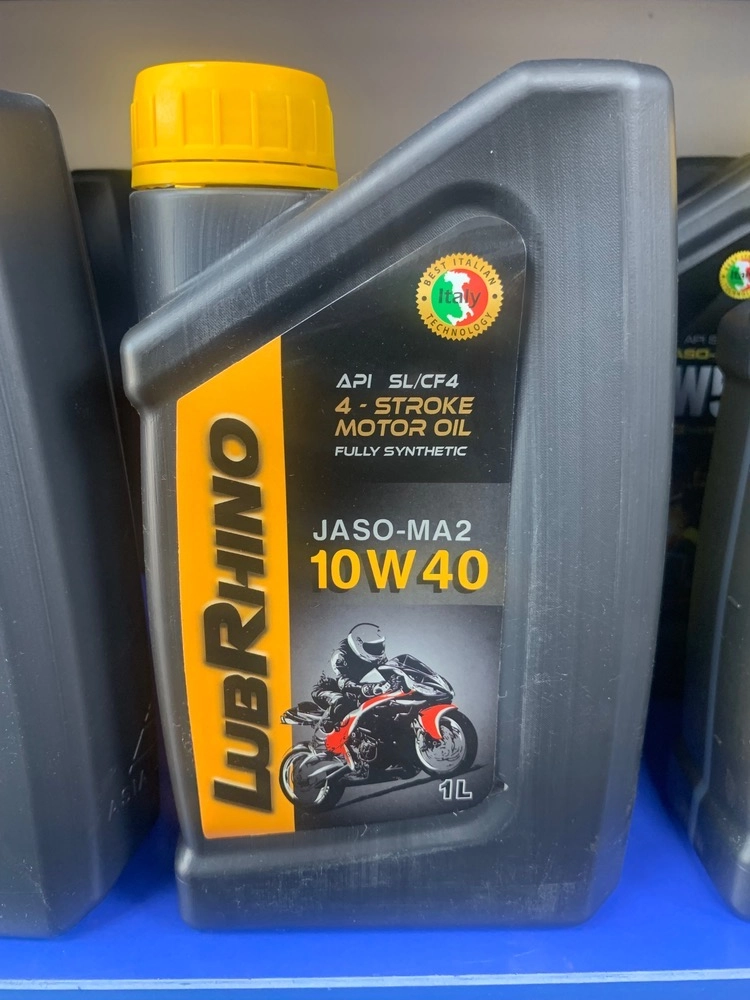 BEST ITALIAN
Italy
TECHNOLOGY
API SL/CF4
4 - STROKE
MOTOR OIL
FULLY SYNTHETIC
JASO-MA2
10W40
LUBRHINO
1L